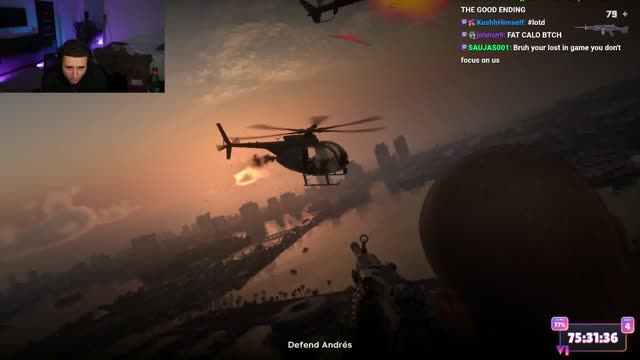 THE GOOD ENDING
KushhHimself: #lotd
johnsn9: FAT CALO BTCH
SAUJAS001: Bruh your lost in game you don't
focus on us
79
Defend Andrés
77%
4
75:31:36